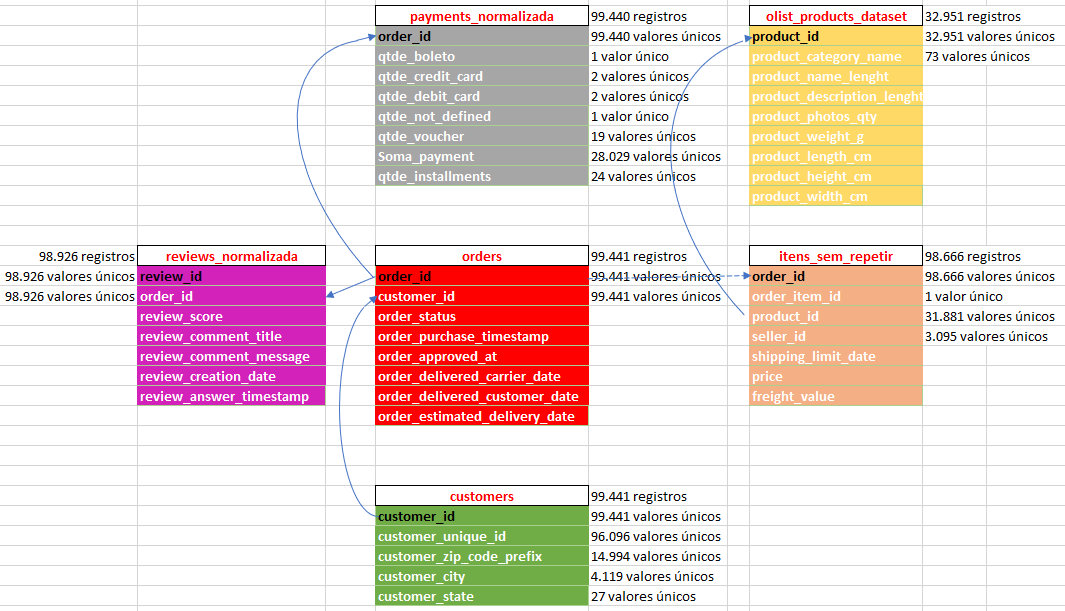 payments_normalizada 99.440 registros
order_id 99.440 valores únicos
qtde_boleto 1 valor único
qtde_credit_card 2 valores únicos
qtde_debit_card 2 valores únicos
qtde_not_defined 1 valor único
qtde_voucher 19 valores únicos
Soma_payment 28.029 valores únicos
qtde_installments 24 valores únicos
olist_products_dataset 32.951 registros
product_id 32.951 valores únicos
product_category_name 73 valores únicos
product_name_lenght
product_description_lenght
product_photos_qty
product_weight_g
product_length_cm
product_height_cm
product_width_cm
98.926 registros reviews_normalizada
98.926 valores únicos review_id
98.926 valores únicos order_id
review_score
review_comment_title
review_comment_message
review_creation_date
review_answer_timestamp
orders 99.441 registros
order_id 99.441 valores únicos
customer_id 99.441 valores únicos
order_status
order_purchase_timestamp
order_approved_at
order_delivered_carrier_date
order_delivered_customer_date
order_estimated_delivery_date
itens_sem_repetir 98.666 registros
order_id 98.666 valores únicos
order_item_id 1 valor único
product_id 31.881 valores únicos
seller_id 3.095 valores únicos
shipping_limit_date
price
freight_value
customers 99.441 registros
customer_id 99.441 valores únicos
customer_unique_id 96.096 valores únicos
customer_zip_code_prefix 14.994 valores únicos
customer_city 4.119 valores únicos
customer_state 27 valores únicos